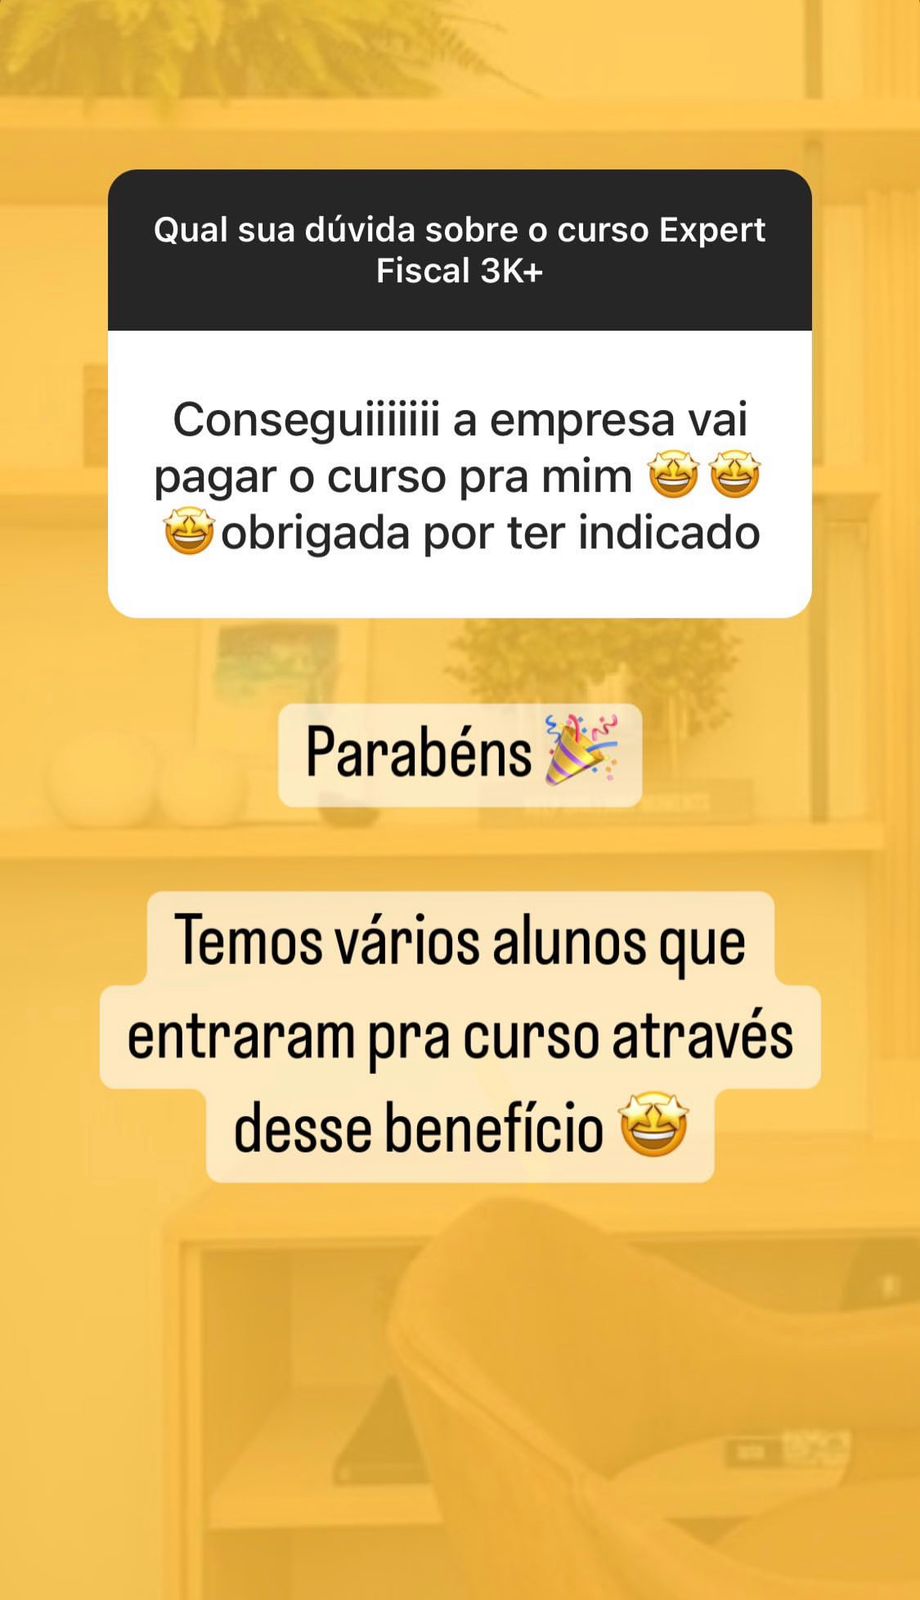 Qual sua dúvida sobre o curso Expert
Fiscal 3K+
Conseguiiiiiiii a empresa vai
pagar o curso pra mim 🤩🤩
🤩obrigada por ter indicado
Parabéns 🎉
Temos vários alunos que
entraram pra curso através
desse benefício 🤩